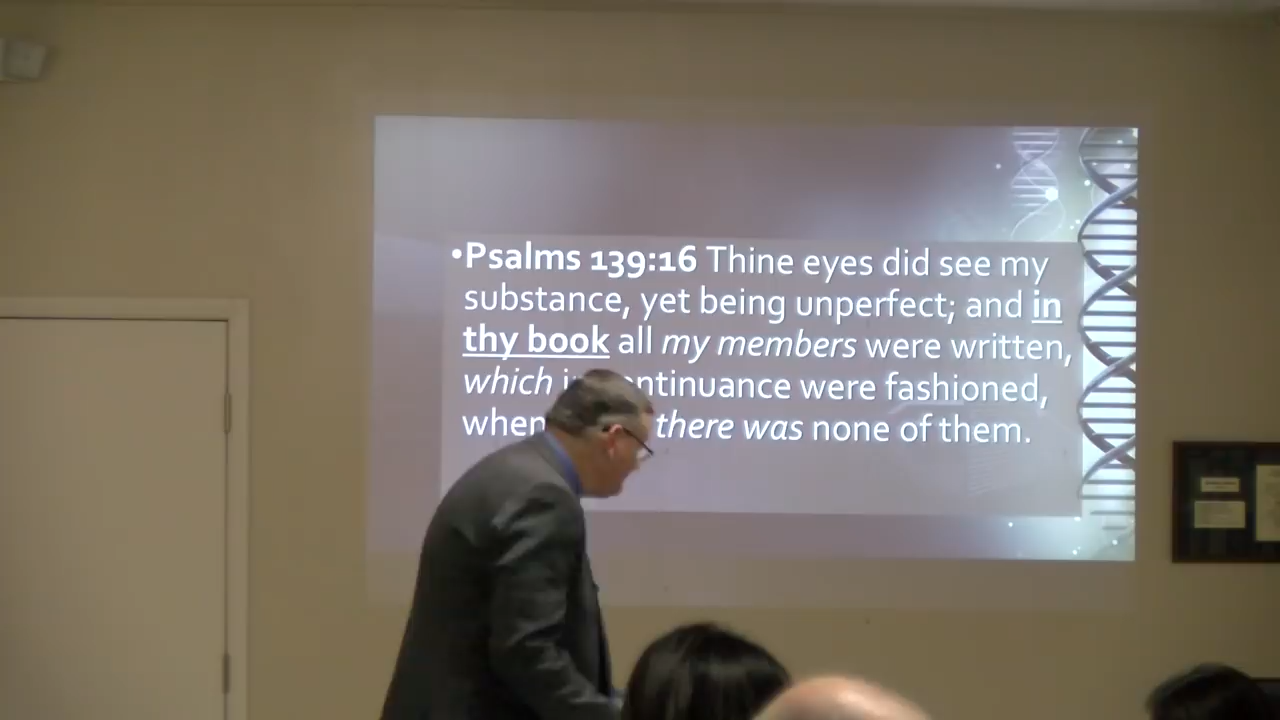 •Psalms 139:16 Thine eyes did see my
substance, yet being unperfect; and in
thy book all my members were written,
which were fashioned,
when there was none of them.